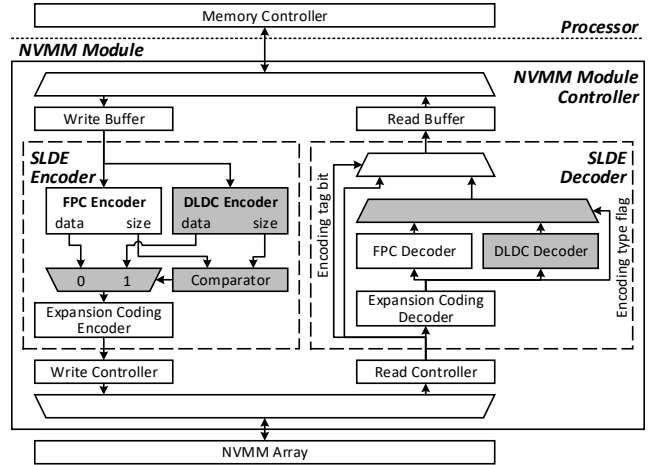 Memory Controller
Processor
NVMM Module
NVMM Module
Controller
Write Buffer
Read Buffer
SLDE
Encoder
SLDE
Decoder
FPC Encoder
data size
DLDC Encoder
data size
Encoding tag bit
Encoding type flag
FPC Decoder
DLDC Decoder
0 1
Comparator
Expansion Coding
Encoder
Expansion Coding
Decoder
Write Controller
Read Controller
NVMM Array